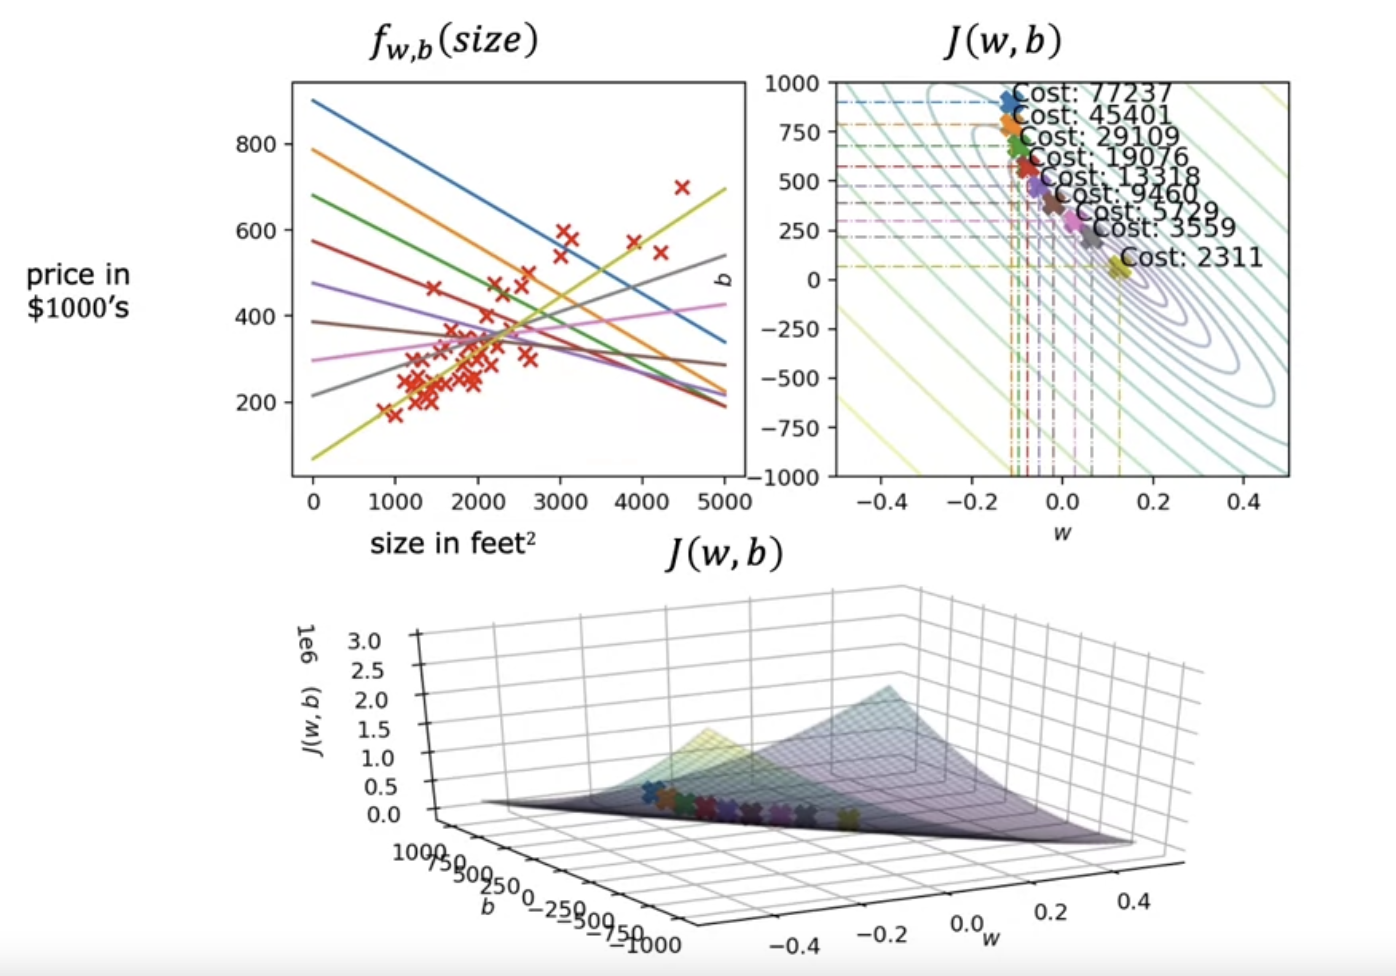 f_{w,b}(size)
J(w,b)
price in
$1000's
800
600
400
200
0 1000 2000 3000 4000 5000
size in feet²
1000
750
500
250
0
−250
−500
−750
−1000
b
Cost: 77237
Cost: 45401
Cost: 29109
Cost: 19076
Cost: 13318
Cost: 9460
Cost: 5729
Cost: 3559
Cost: 2311
−0.4 −0.2 0.0 0.2 0.4
w
J(w,b)
1e6
J(w,b)
3.0
2.5
2.0
1.5
1.0
0.5
0.0
1000
750
500
250
0
−250
−500
−750
−1000
b
−0.4 −0.2 0.0 0.2 0.4
w